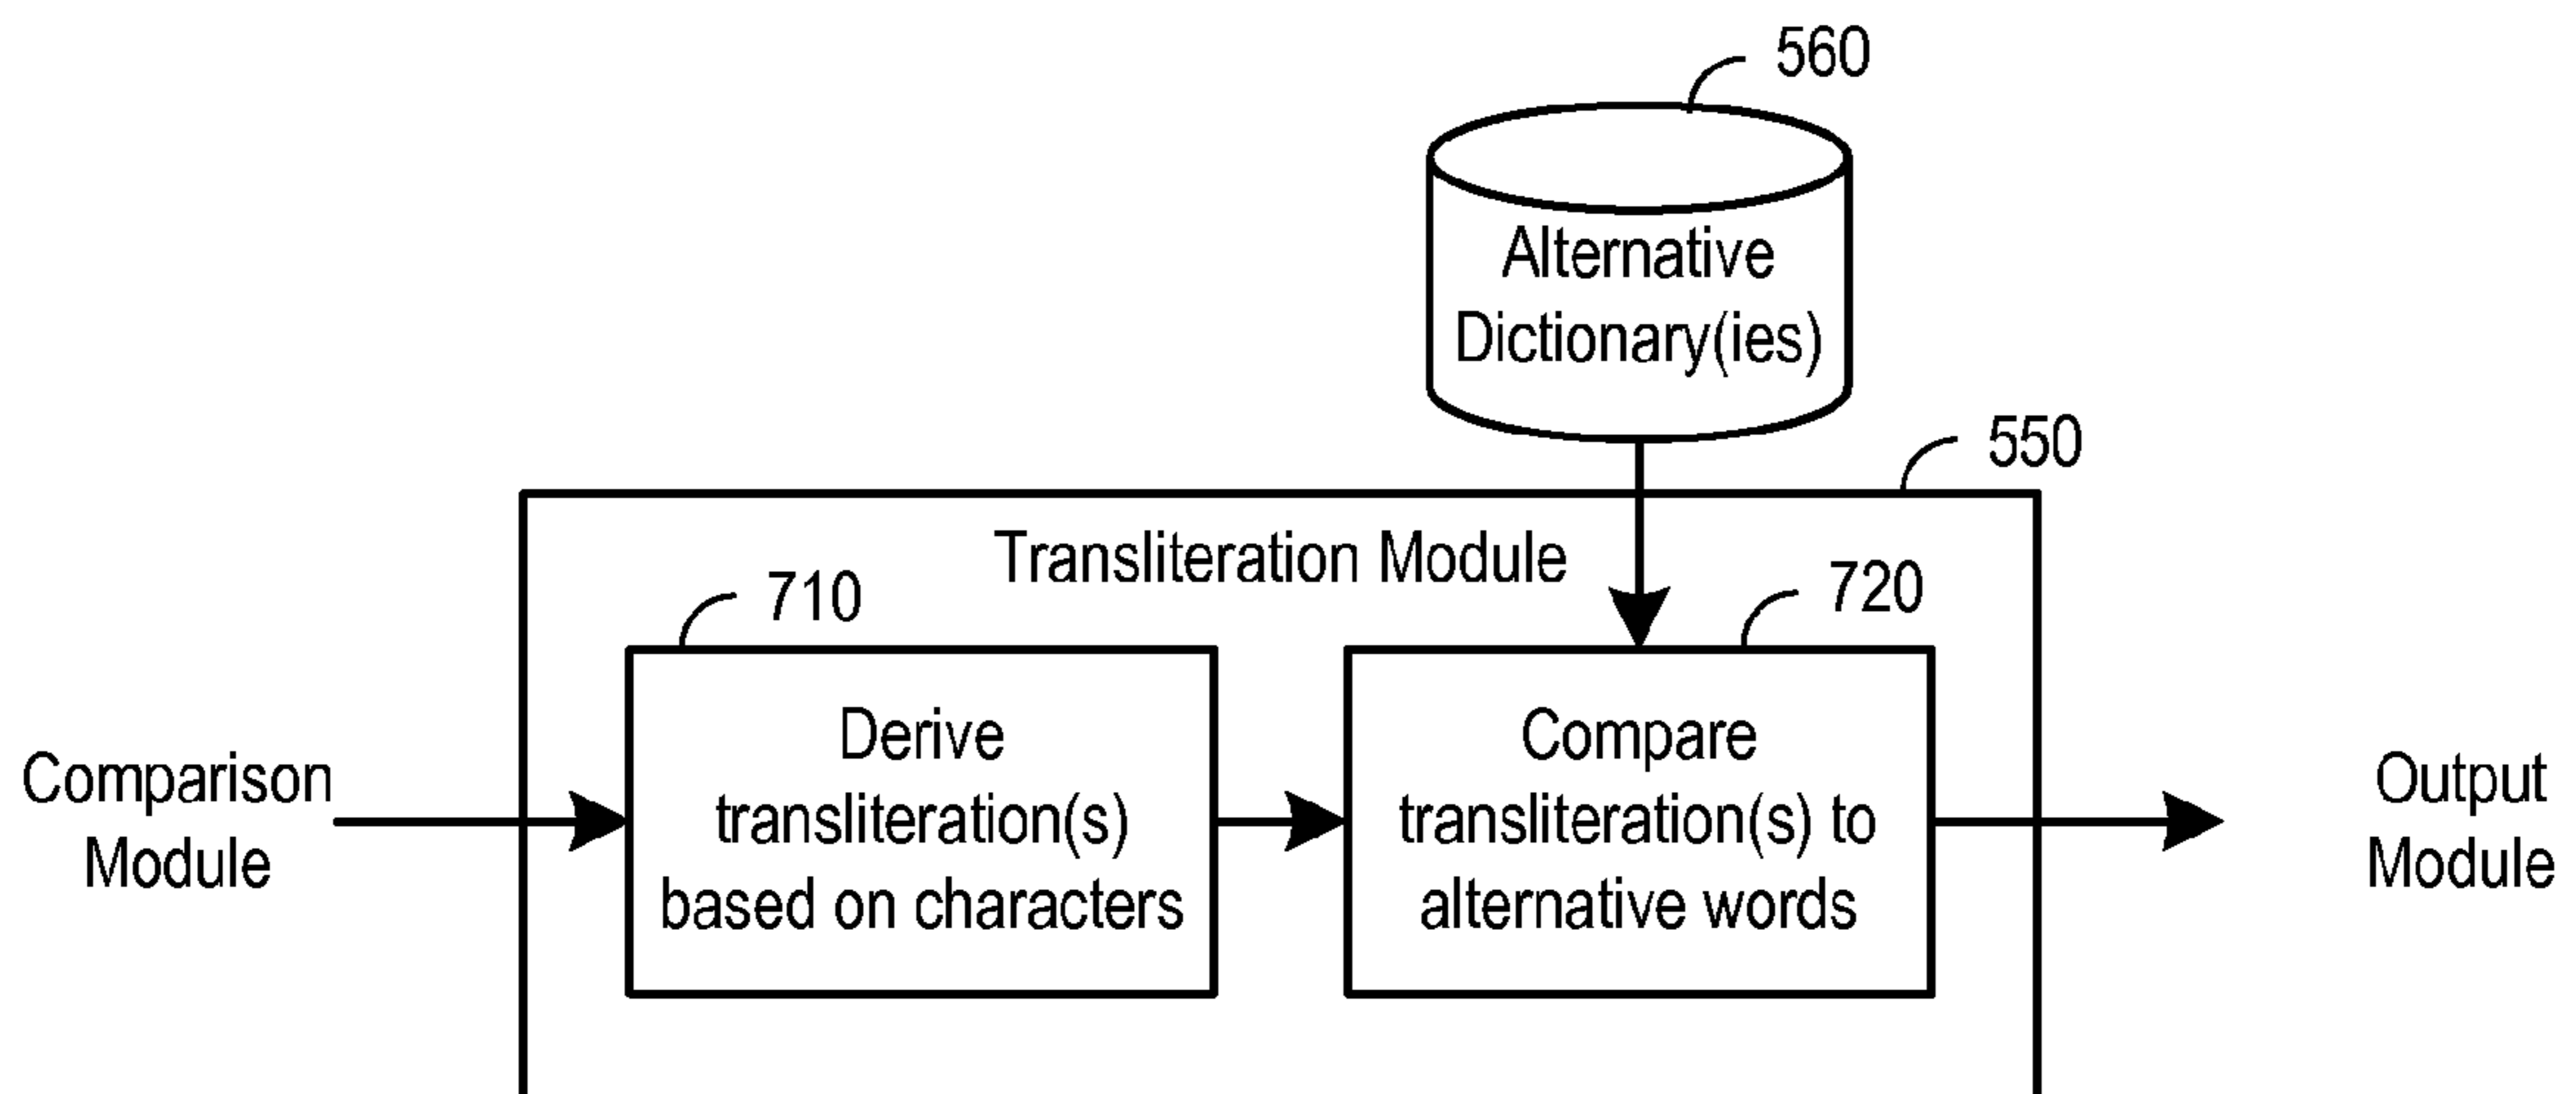 560
Alternative
Dictionary(ies)
550
Transliteration Module
710
720
Comparison
Module
Derive
transliteration(s)
based on characters
Compare
transliteration(s) to
alternative words
Output
Module